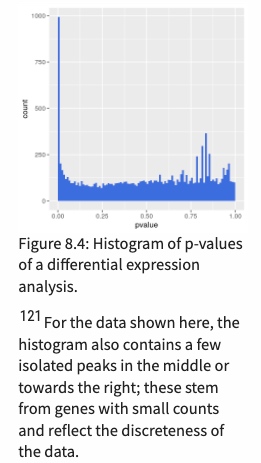 1000-
750-
500-
250-
0-
count
0.00 0.25 0.50 0.75 1.00
pvalue
Figure 8.4: Histogram of p-values
of a differential expression
analysis.
121 For the data shown here, the
histogram also contains a few
isolated peaks in the middle or
towards the right; these stem
from genes with small counts
and reflect the discreteness of
the data.